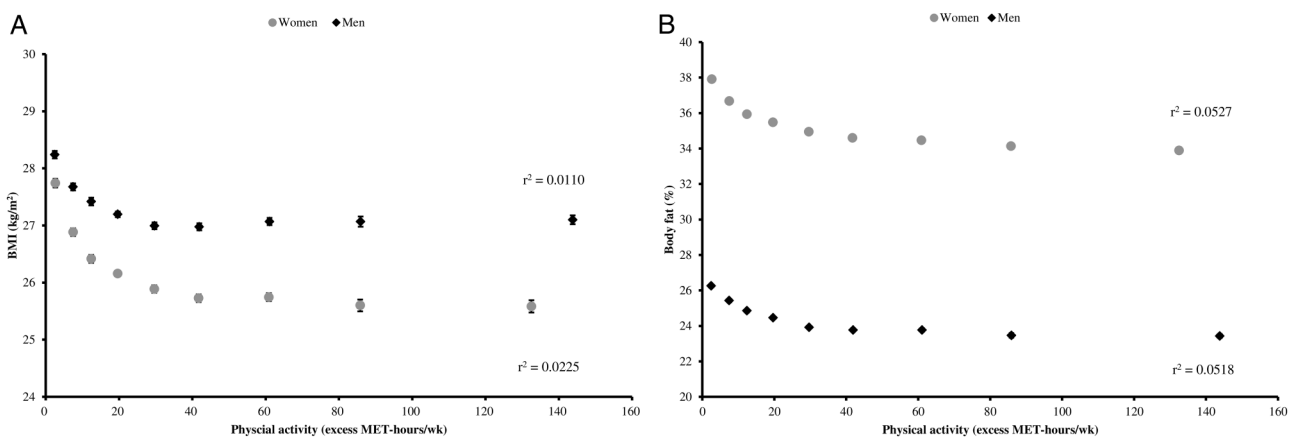 A
Women Men
30
29
28
27
26
25
24
BMI (kg/m²)
r² = 0.0110
r² = 0.0225
0 20 40 60 80 100 120 140 160
Physcial activity (excess MET-hours/wk)
B
Women Men
40
38
36
34
32
30
28
26
24
22
20
Body fat (%)
r² = 0.0527
r² = 0.0518
0 20 40 60 80 100 120 140 160
Physical activity (excess MET-hours/wk)